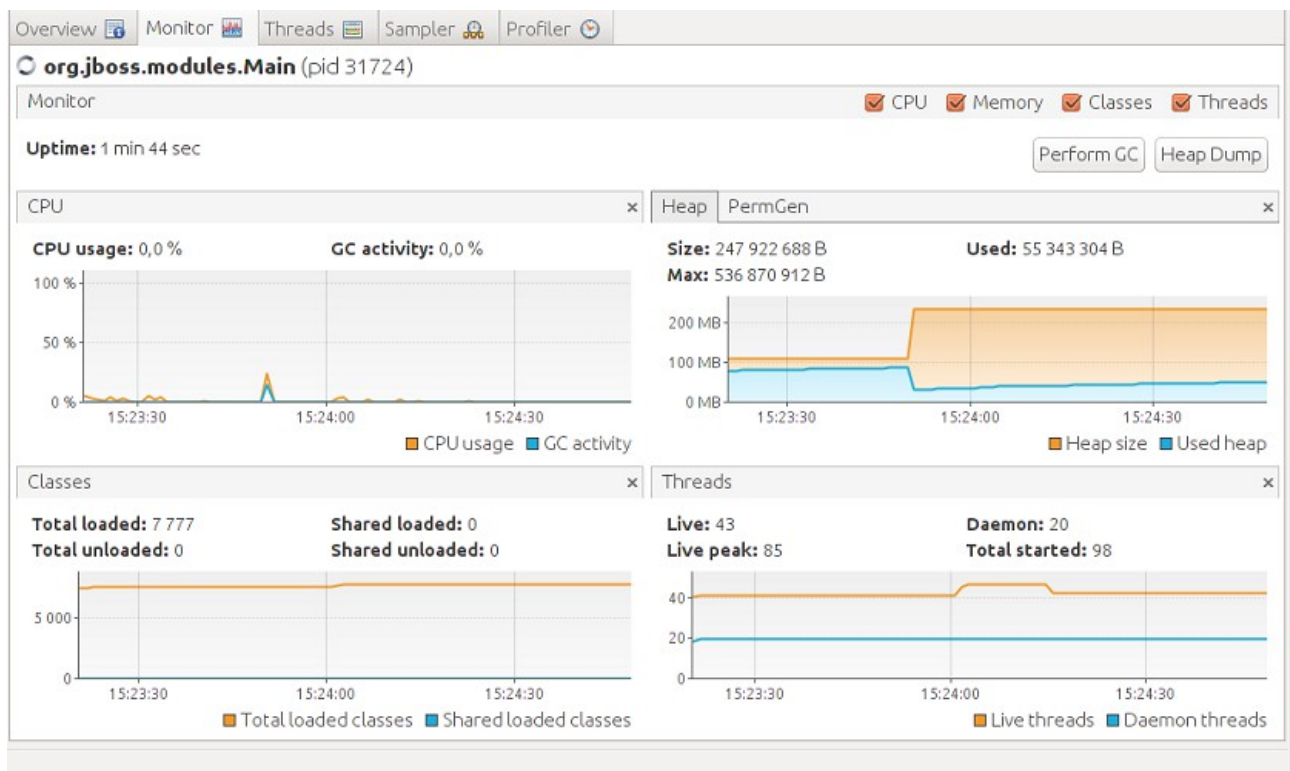 Overview Monitor Threads Sampler Profiler
org.jboss.modules.Main (pid 31724)
Monitor CPU Memory Classes Threads
Uptime: 1 min 44 sec
Perform GC Heap Dump
CPU ×
CPU usage: 0,0 % GC activity: 0,0 %
100 %
50 %
0 %
15:23:30 15:24:00 15:24:30
CPU usage GC activity
Heap PermGen ×
Size: 247 922 688 B Used: 55 343 304 B
Max: 536 870 912 B
200 MB
100 MB
0 MB
15:23:30 15:24:00 15:24:30
Heap size Used heap
Classes ×
Total loaded: 7 777 Shared loaded: 0
Total unloaded: 0 Shared unloaded: 0
5 000
0
15:23:30 15:24:00 15:24:30
Total loaded classes Shared loaded classes
Threads ×
Live: 43 Daemon: 20
Live peak: 85 Total started: 98
40
20
0
15:23:30 15:24:00 15:24:30
Live threads Daemon threads